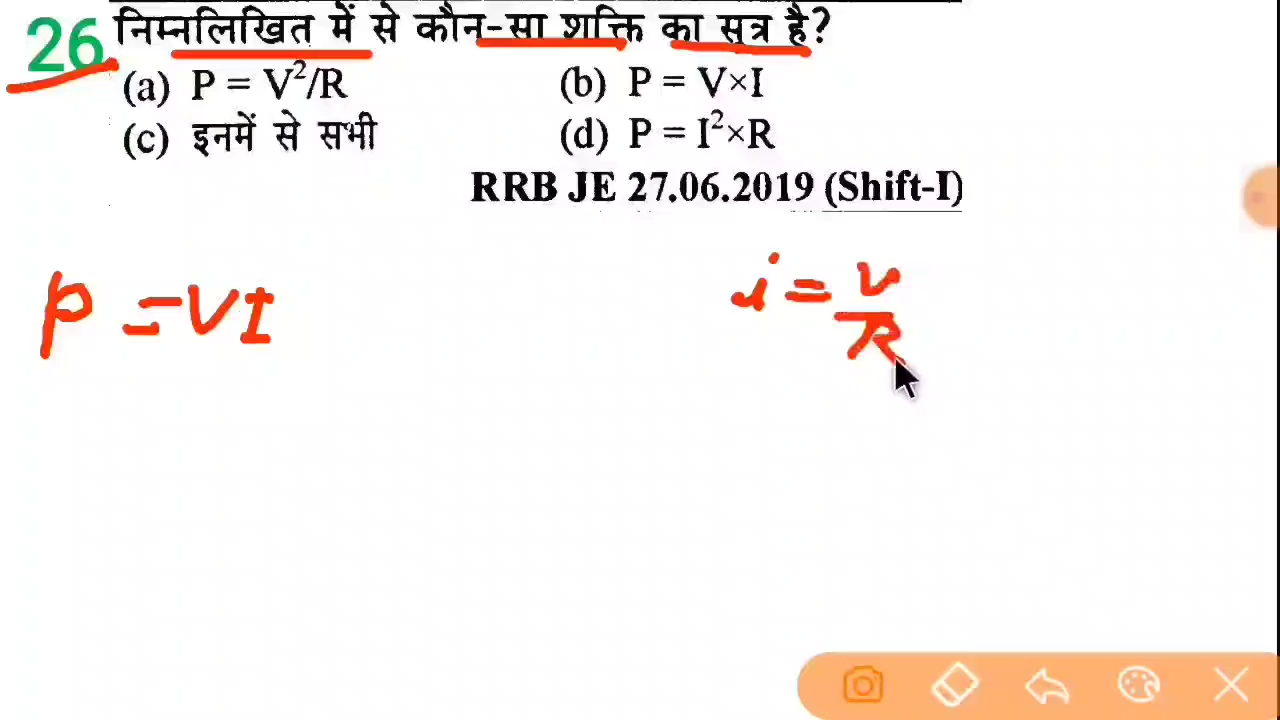 26 निम्नलिखित में से कौन-सा शक्ति का सूत्र है?
(a) P = V²/R (b) P = V×I
(c) इनमें से सभी (d) P = I²×R
RRB JE 27.06.2019 (Shift-I)
P = VI
i = V/R